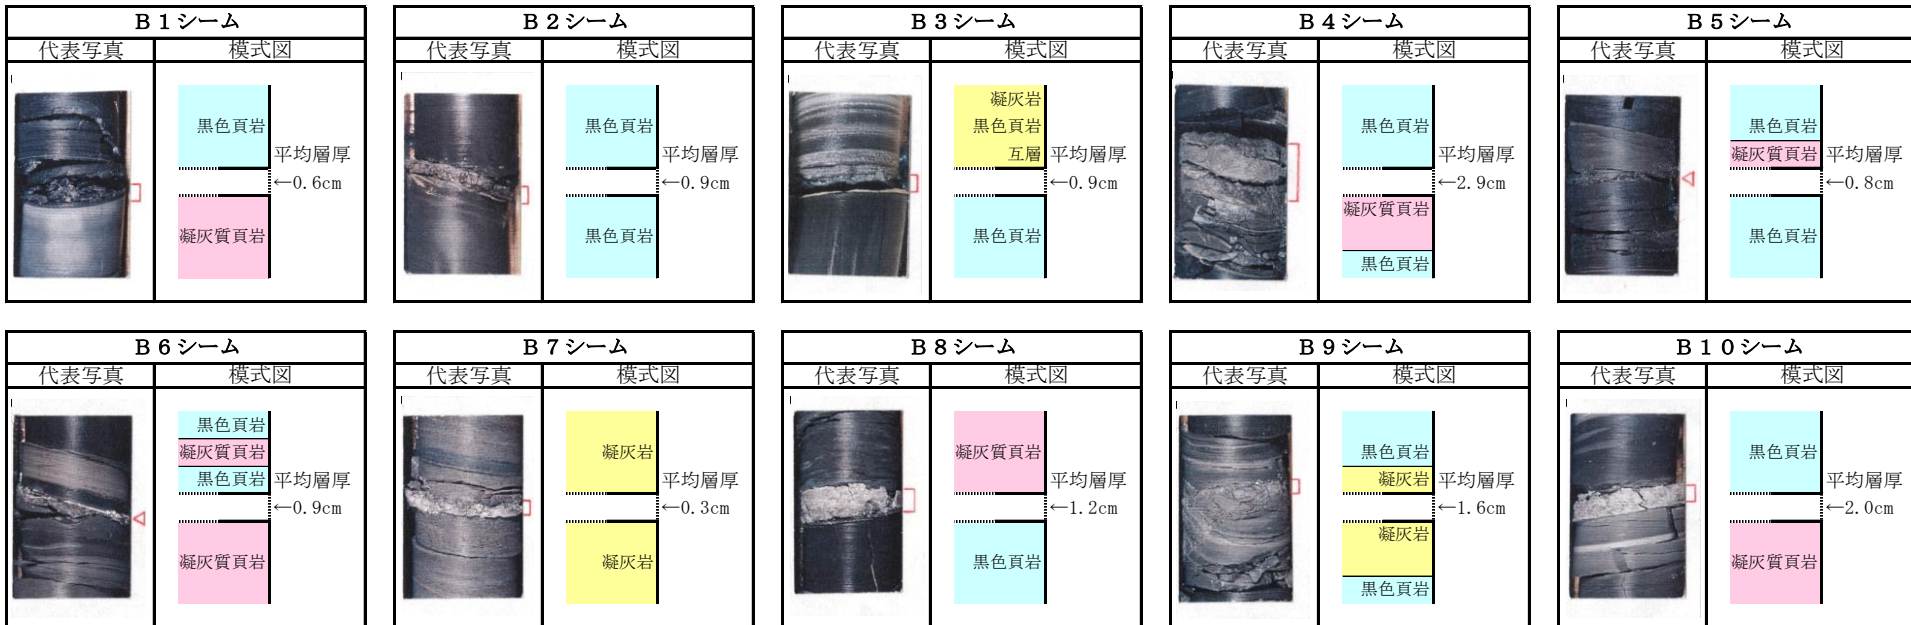 B1シーム
代表写真 模式図
黒色頁岩
平均層厚
←0.6cm
凝灰質頁岩
B2シーム
代表写真 模式図
黒色頁岩
平均層厚
←0.9cm
黒色頁岩
B3シーム
代表写真 模式図
凝灰岩
黒色頁岩
互層
平均層厚
←0.9cm
黒色頁岩
B4シーム
代表写真 模式図
黒色頁岩
平均層厚
←2.9cm
凝灰質頁岩
黒色頁岩
B5シーム
代表写真 模式図
黒色頁岩
凝灰質頁岩
平均層厚
←0.8cm
黒色頁岩
B6シーム
代表写真 模式図
黒色頁岩
凝灰質頁岩
黒色頁岩
平均層厚
←0.9cm
凝灰質頁岩
B7シーム
代表写真 模式図
凝灰岩
平均層厚
←0.3cm
凝灰岩
B8シーム
代表写真 模式図
凝灰質頁岩
平均層厚
←1.2cm
黒色頁岩
B9シーム
代表写真 模式図
黒色頁岩
凝灰岩
平均層厚
←1.6cm
凝灰岩
黒色頁岩
B10シーム
代表写真 模式図
黒色頁岩
平均層厚
←2.0cm
凝灰質頁岩